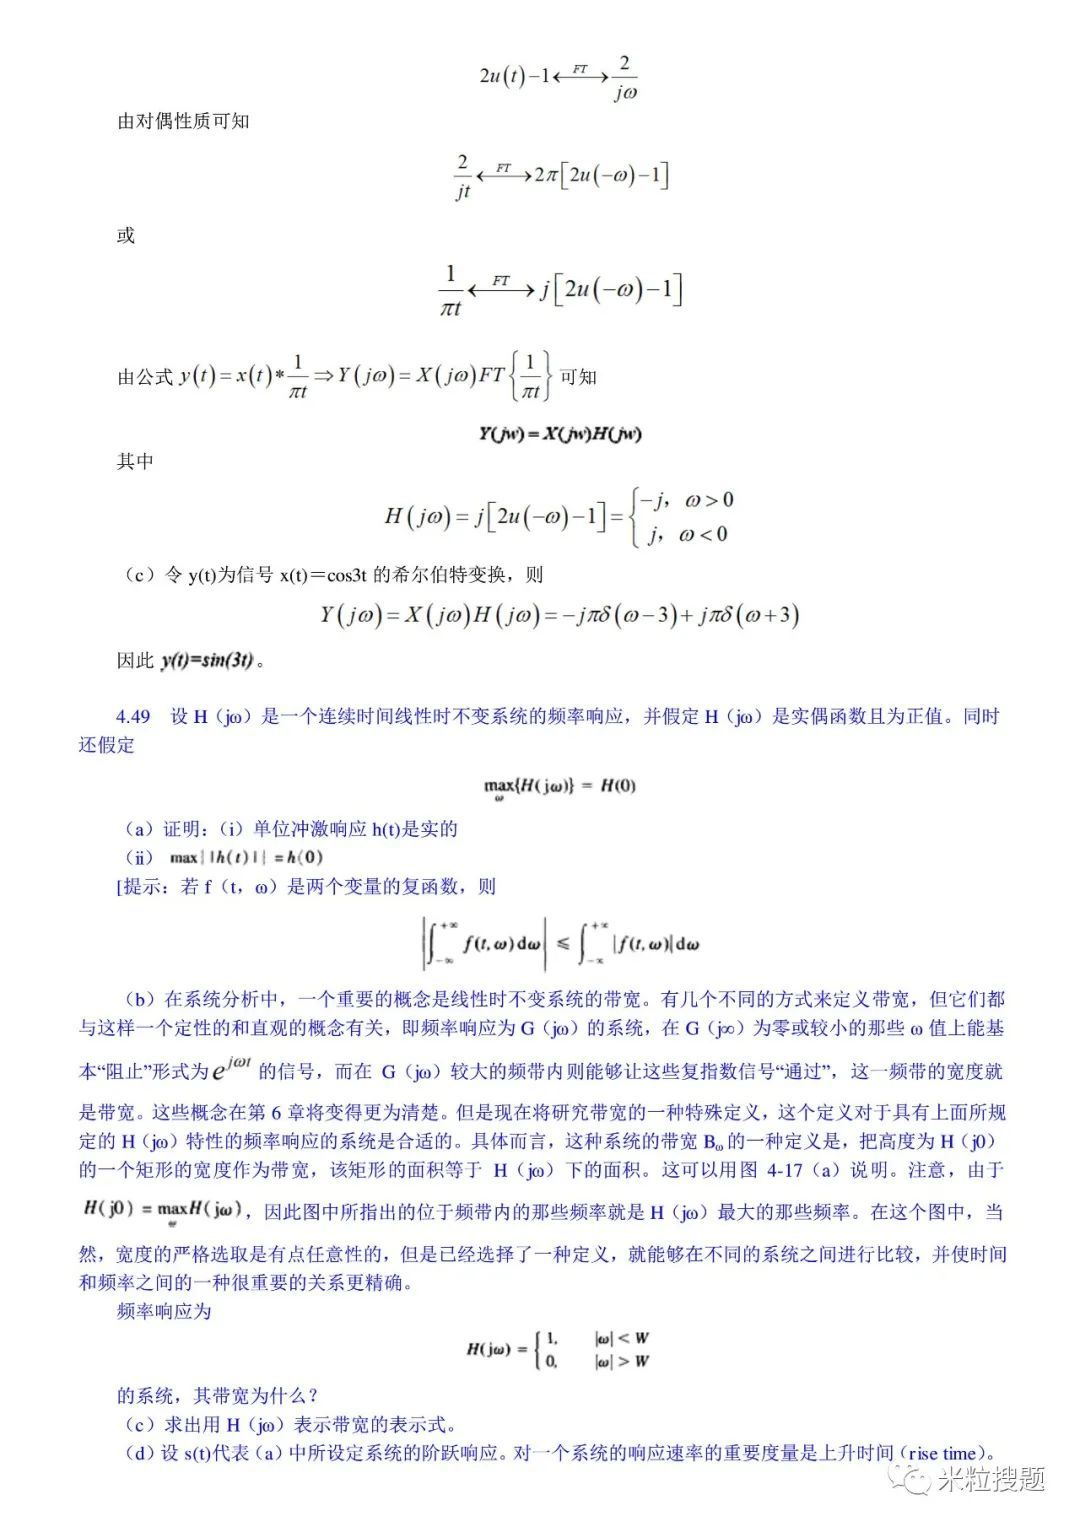 2u(t)−1 ←FT→ 2/jω
由对偶性质可知
2/jt ←FT→ 2π[2u(−ω)−1]
或
1/πt ←FT→ j[2u(−ω)−1]
由公式 y(t)=x(t)*1/πt ⇒Y(jω)=X(jω)FT{1/πt} 可知
Y(jw)=X(jw)H(jw)
其中
H(jω)=j[2u(−ω)−1]={−j, ω>0
j, ω<0
（c）令 y(t)为信号 x(t)＝cos3t 的希尔伯特变换，则
Y(jω)=X(jω)H(jω)=−jπδ(ω−3)+jπδ(ω+3)
因此 y(t)=sin(3t)。
4.49 设 H（jω）是一个连续时间线性时不变系统的频率响应，并假定 H（jω）是实偶函数且为正值。同时
还假定
max{H(jω)} = H(0)
ω
（a）证明：（i）单位冲激响应 h(t)是实的
（ii） max{|h(t)|} = h(0)
[提示：若 f（t，ω）是两个变量的复函数，则
|∫_{−∞}^{+∞} f(t,ω)dω| ≤ ∫_{−∞}^{+∞} |f(t,ω)|dω
（b）在系统分析中，一个重要的概念是线性时不变系统的带宽。有几个不同的方式来定义带宽，但它们都
与这样一个定性的和直观的概念有关，即频率响应为 G（jω）的系统，在 G（j∞）为零或较小的那些 ω 值上能基
本“阻止”形式为 e^{jωt} 的信号，而在 G（jω）较大的频带内则能够让这些复指数信号“通过”，这一频带的宽度就
是带宽。这些概念在第 6 章将变得更为清楚。但是现在将研究带宽的一种特殊定义，这个定义对于具有上面所规
定的 H（jω）特性的频率响应的系统是合适的。具体而言，这种系统的带宽 Bω 的一种定义是，把高度为 H（j0）
的一个矩形的宽度作为带宽，该矩形的面积等于 H（jω）下的面积。这可以用图 4-17（a）说明。注意，由于
H(j0) = max H(jω)，因此图中所指出的位于频带内的那些频率就是 H（jω）最大的那些频率。在这个图中，当
ω
然，宽度的严格选取是有点任意性的，但是已经选择了一种定义，就能够在不同的系统之间进行比较，并使时间
和频率之间的一种很重要的关系更精确。
频率响应为
H(jω) = {1, |ω| < W
0, |ω| > W
的系统，其带宽为什么？
（c）求出用 H（jω）表示带宽的表示式。
（d）设 s(t)代表（a）中所设定系统的阶跃响应。对一个系统的响应速率的重要度量是上升时间（rise time）。
米粒搜题